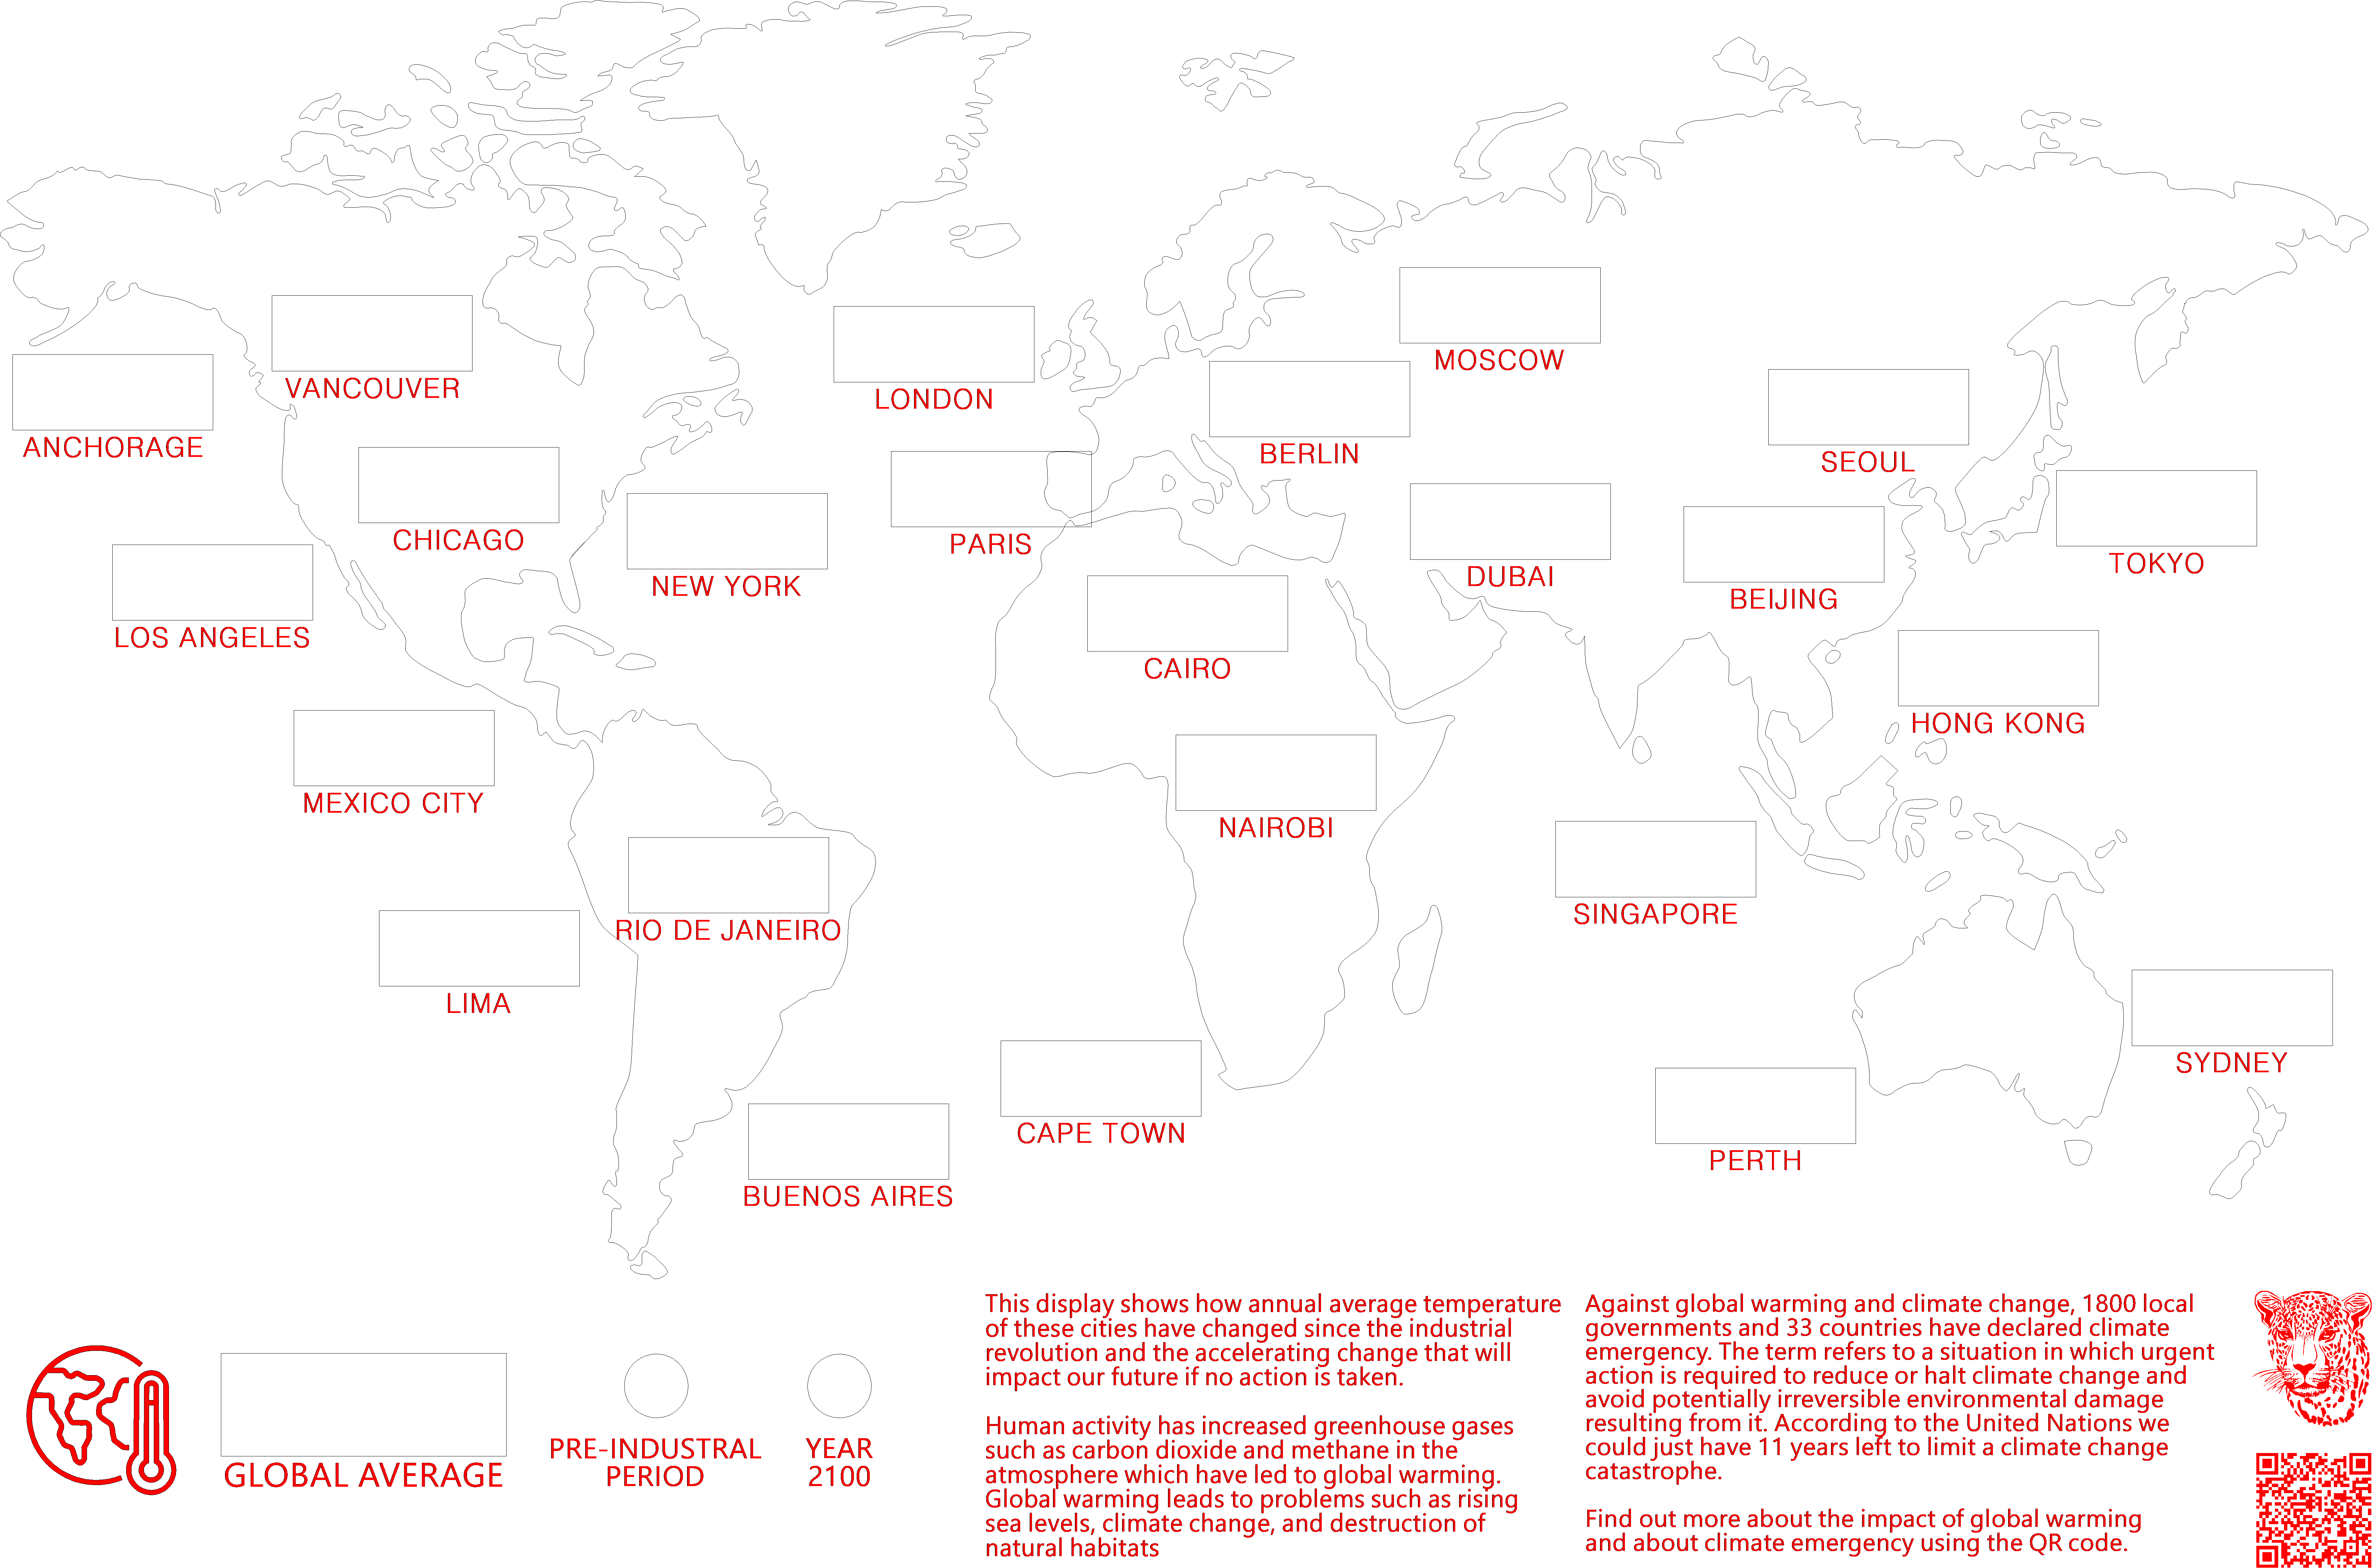 MOSCOW
VANCOUVER
LONDON
ANCHORAGE
BERLIN
SEOUL
CHICAGO
PARIS
TOKYO
NEW YORK
DUBAI
BEIJING
LOS ANGELES
CAIRO
HONG KONG
MEXICO CITY
NAIROBI
SINGAPORE
RIO DE JANEIRO
LIMA
SYDNEY
CAPE TOWN
PERTH
BUENOS AIRES
GLOBAL AVERAGE
PRE-INDUSTRAL
PERIOD
YEAR
2100
This display shows how annual average temperature
of these cities have changed since the industrial
revolution and the accelerating change that will
impact our future if no action is taken.
Human activity has increased greenhouse gases
such as carbon dioxide and methane in the
atmosphere which have led to global warming.
Global warming leads to problems such as rising
sea levels, climate change, and destruction of
natural habitats
Against global warming and climate change, 1800 local
governments and 33 countries have declared climate
emergency. The term refers to a situation in which urgent
action is required to reduce or halt climate change and
avoid potentially irreversible environmental damage
resulting from it. According to the United Nations we
could just have 11 years left to limit a climate change
catastrophe.
Find out more about the impact of global warming
and about climate emergency using the QR code.